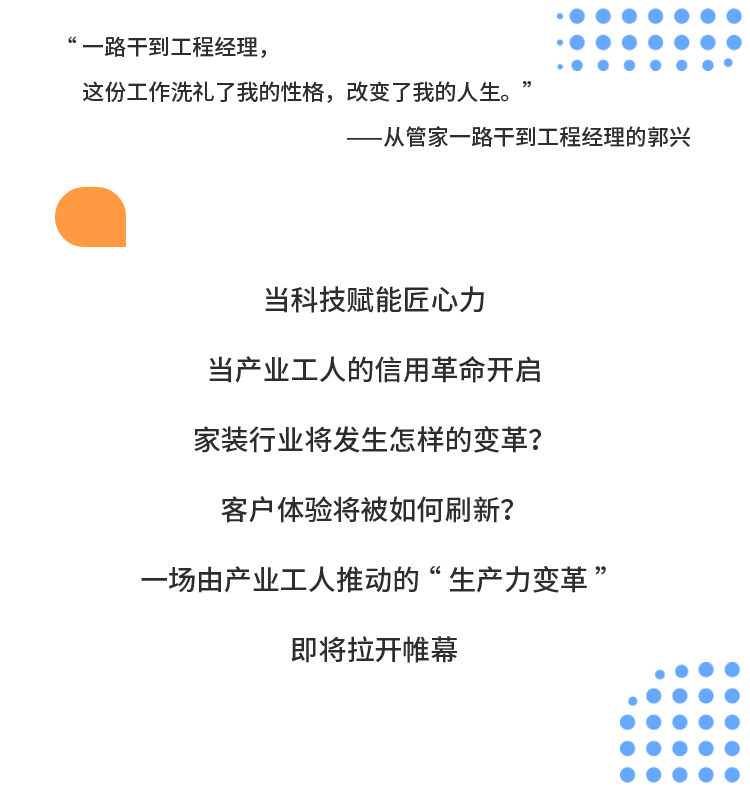 “ 一路干到工程经理，
这份工作洗礼了我的性格，改变了我的人生。”
——从管家一路干到工程经理的郭兴
当科技赋能匠心力
当产业工人的信用革命开启
家装行业将发生怎样的变革？
客户体验将被如何刷新？
一场由产业工人推动的“ 生产力变革 ”
即将拉开帷幕